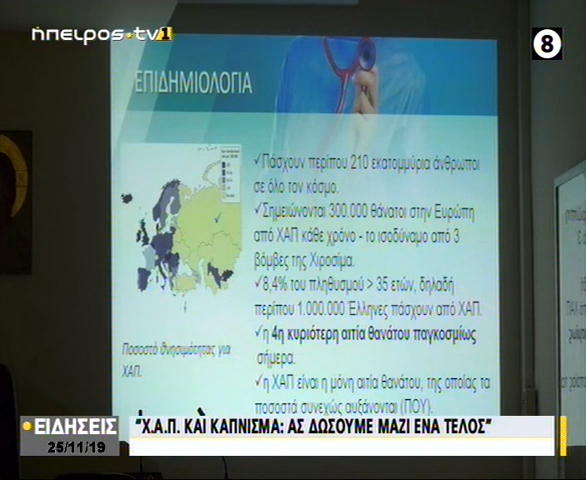 ηπειρος·tv1
8
ΕΠΙΔΗΜΙΟΛΟΓΙΑ
✓Πάσχουν περίπου 210 εκατομμύρια άνθρωποι
σε όλο τον κόσμο.
✓Σημειώνονται 300.000 θάνατοι στην Ευρώπη
από ΧΑΠ κάθε χρόνο - το ισοδύναμο από 3
βόμβες της Χιροσίμα.
✓8,4% του πληθυσμού > 35 ετών, δηλαδή
περίπου 1.000.000 Έλληνες πάσχουν από ΧΑΠ.
✓η 4η κυριότερη αιτία θανάτου παγκοσμίως
σήμερα.
✓η ΧΑΠ είναι η μόνη αιτία θανάτου, της οποίας τα
ποσοστά συνεχώς αυξάνονται (ΠΟΥ).
Ποσοστό θνησιμότητας για
ΧΑΠ.
ΕΙΔΗΣΕΙΣ
25/11/19
"Χ.Α.Π. ΚΑΙ ΚΑΠΝΙΣΜΑ: ΑΣ ΔΩΣΟΥΜΕ ΜΑΖΙ ΕΝΑ ΤΕΛΟΣ"